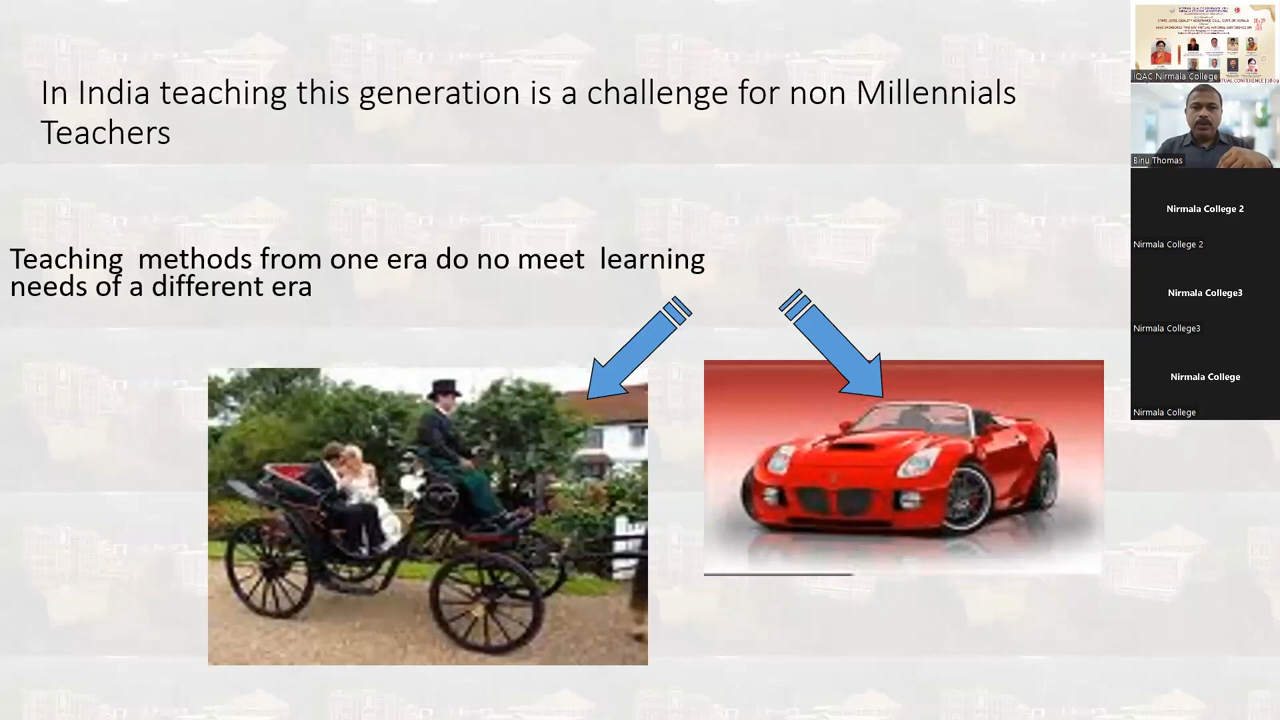 In India teaching this generation is a challenge for non Millennials
Teachers
Teaching methods from one era do no meet learning
needs of a different era
IQAC Nirmala College
Binu Thomas
Nirmala College 2
Nirmala College 2
Nirmala College3
Nirmala College3
Nirmala College
Nirmala College